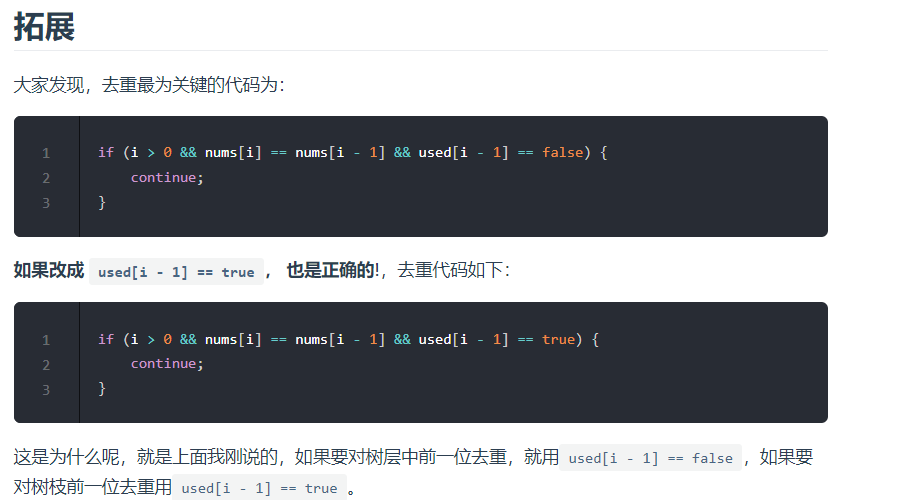 拓展
大家发现，去重最为关键的代码为：
1 if (i > 0 && nums[i] == nums[i - 1] && used[i - 1] == false) {
2     continue;
3 }
如果改成 used[i - 1] == true， 也是正确的!，去重代码如下：
1 if (i > 0 && nums[i] == nums[i - 1] && used[i - 1] == true) {
2     continue;
3 }
这是为什么呢，就是上面我刚说的，如果要对树层中前一位去重，就用 used[i - 1] == false ，如果要
对树枝前一位去重用 used[i - 1] == true 。